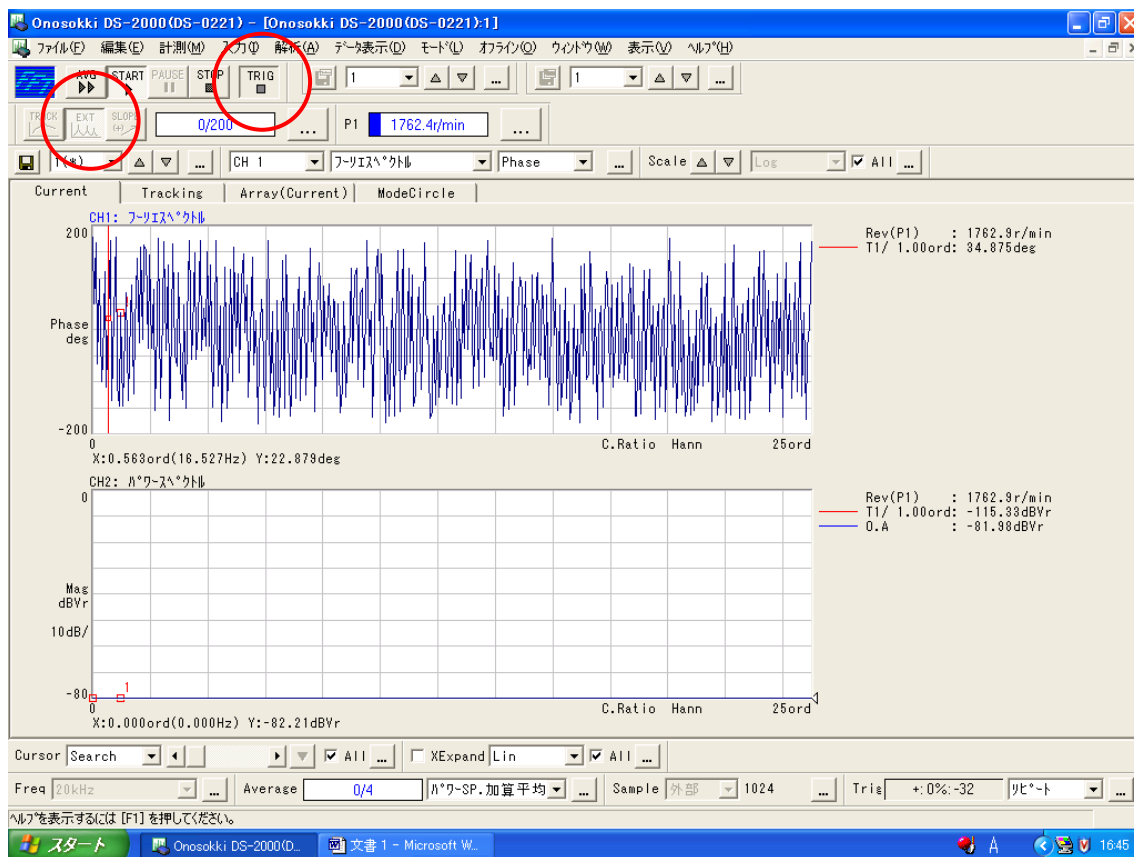 Onosokki DS-2000(DS-0221) - [Onosokki DS-2000(DS-0221):1]
ファイル(F) 編集(E) 計測(M) 入力(I) 解析(A) データ表示(D) モード(L) オフライン(O) ウィンドウ(W) 表示(V) ヘルプ(H)
AVG START PAUSE STOP TRIG 1 ... 1 ...
TRACK EXT SLOPE (+) 0/200 ... P1 1762.4r/min ...
1(*) ... CH 1 フーリエスペクトル Phase ... Scale Log All ...
Current Tracking Array(Current) ModeCircle
CH1: フーリエスペクトル
200
Rev(P1) : 1762.9r/min
T1/ 1.00ord: 34.875deg
1
Phase
deg
-200
0 C.Ratio Hann 25ord
X:0.563ord(16.527Hz) Y:22.879deg
CH2: パワースペクトル
0
Rev(P1) : 1762.9r/min
T1/ 1.00ord: -115.33dBVr
O.A : -81.98dBVr
Mag
dBVr
10dB/
-80
1
0 C.Ratio Hann 25ord
X:0.000ord(0.000Hz) Y:-82.21dBVr
Cursor Search All ... XExpand Lin All ...
Freq 20kHz ... Average 0/4 パワ-SP.加算平均 ... Sample 外部 1024 ... Trig +: 0%:-32 リピート ...
ヘルプを表示するには [F1] を押してください。
スタート Onosokki DS-2000(D... 文書 1 - Microsoft W... A 16:45